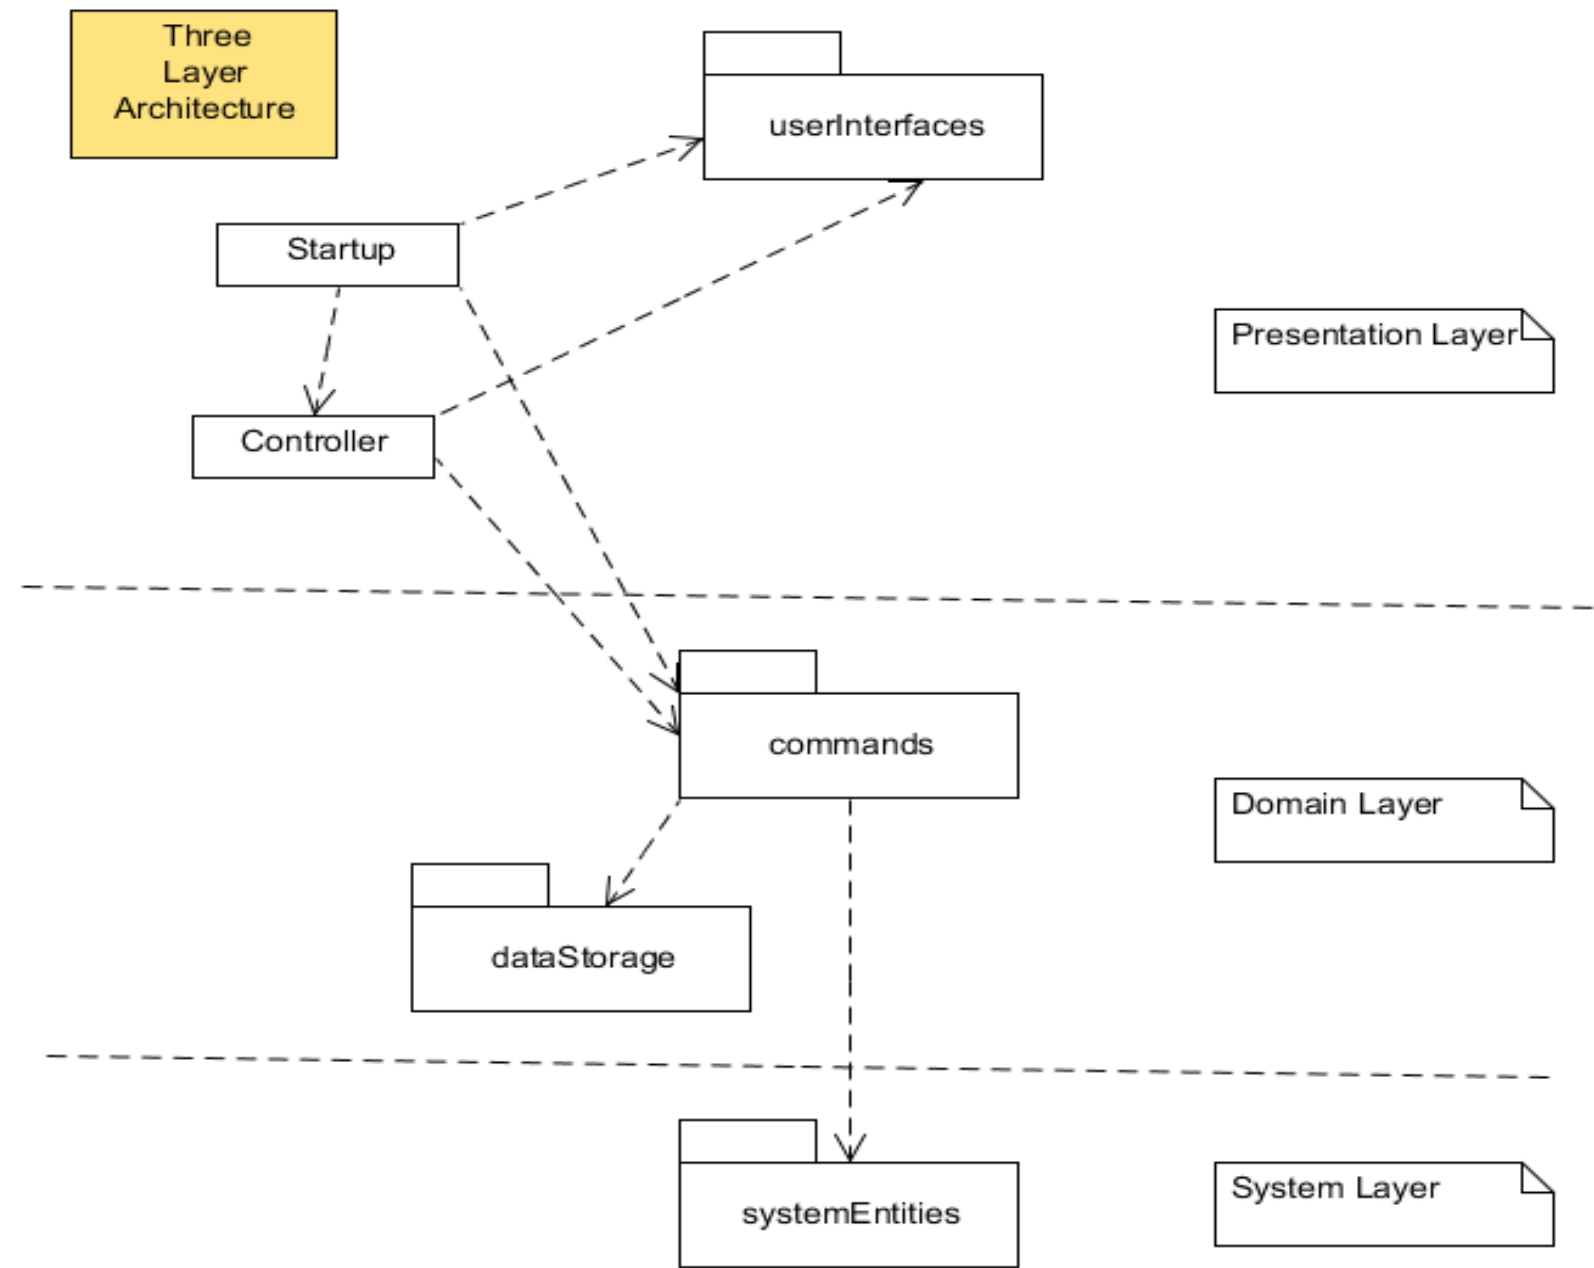 Three
Layer
Architecture
userInterfaces
Startup
Presentation Layer
Controller
commands
Domain Layer
dataStorage
System Layer
systemEntities